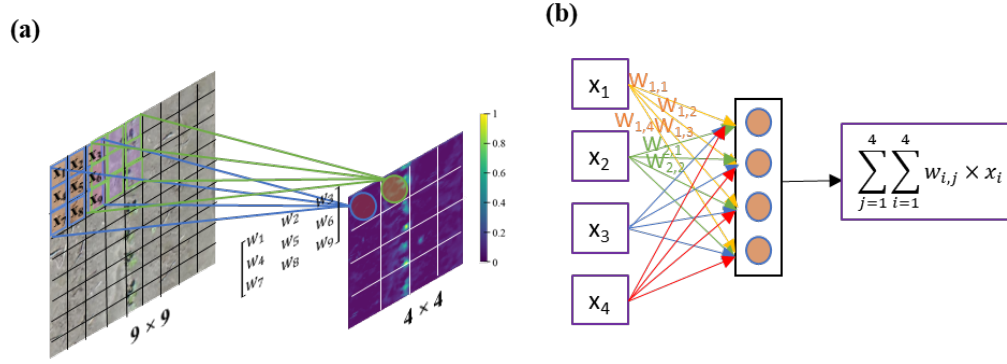 (a)
x₁ x₂ x₃
x₄ x₅ x₆
x₇ x₈ x₉
9 × 9
W₁ W₂ W₃
W₄ W₅ W₆
W₇ W₈ W₉
4 × 4
1
0.8
0.6
0.4
0.2
0
(b)
x₁
x₂
x₃
x₄
W₁,₁
W₁,₂
W₁,₄W₁,₃
W₂,₁
W₂,₂
∑⁴ⱼ₌₁ ∑⁴ᵢ₌₁ wᵢ,ⱼ × xᵢ